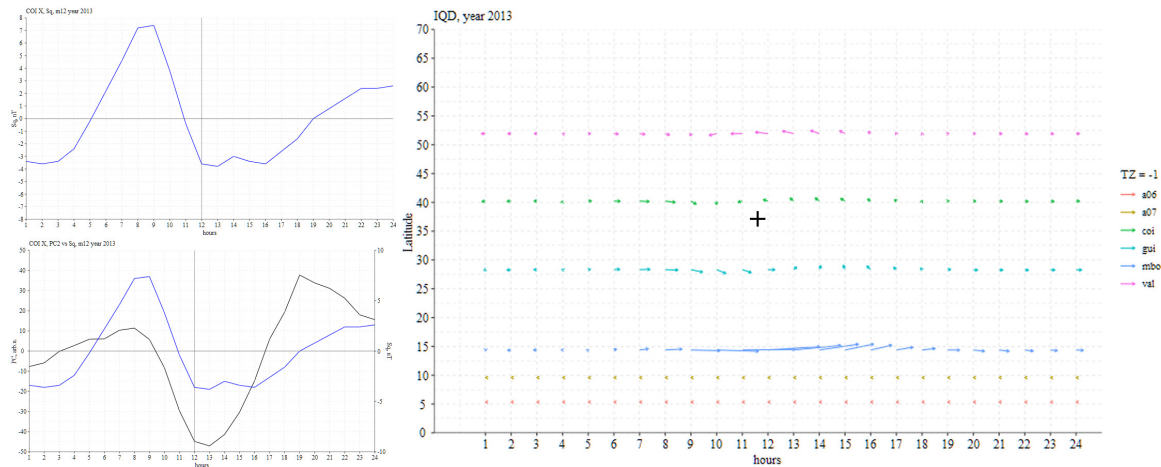 COI X, Sq, m12 year 2013
8
7
6
5
4
3
2
1
0
-1
-2
-3
-4
-5
-6
-7
-8
Sq, nT
1 2 3 4 5 6 7 8 9 10 11 12 13 14 15 16 17 18 19 20 21 22 23 24
hours
COI X, PC2 vs Sq, m12 year 2013
50
40
30
20
10
0
-10
-20
-30
-40
-50
PC2, arb.u.
10
5
0
-5
-10
Sq, nT
1 2 3 4 5 6 7 8 9 10 11 12 13 14 15 16 17 18 19 20 21 22 23 24
hours
IQD, year 2013
70
65
60
55
50
45
40
35
30
25
20
15
10
5
0
Latitude
1 2 3 4 5 6 7 8 9 10 11 12 13 14 15 16 17 18 19 20 21 22 23 24
hours
TZ = -1
a06
a07
coi
gui
mbo
val